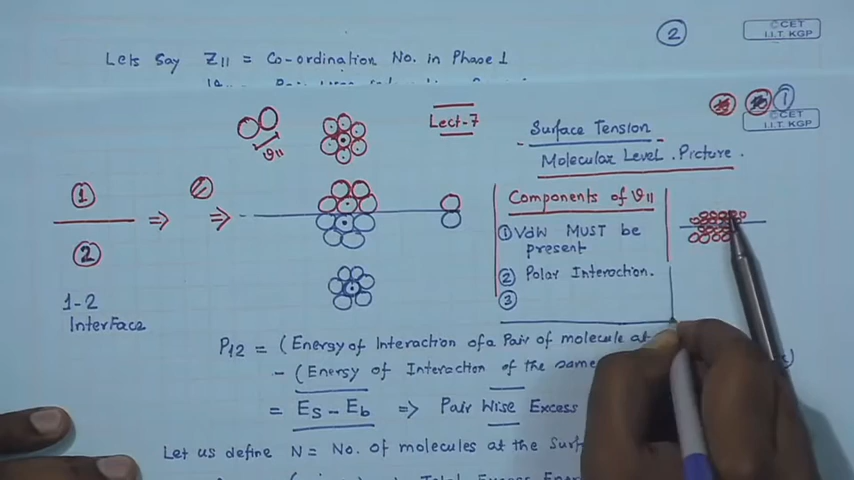 ②
©CET
I.I.T. KGP
Lets Say Z11 = Co-ordination No. in Phase 1
①
©CET
I.I.T. KGP
Lect-7
Surface Tension
Molecular Level Picture.
ϑ11
①
②
1-2
Interface
Components of ϑ11
① VdW MUST be
present
② Polar Interaction.
③
P12 = (Energy of Interaction of a Pair of molecule at
- (Energy of Interaction of the same
= Es - Eb => Pair Wise Excess
Let us define N = No. of molecules at the